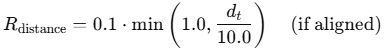 R_distance = 0.1 · min (1.0, d_t / 10.0) (if aligned)